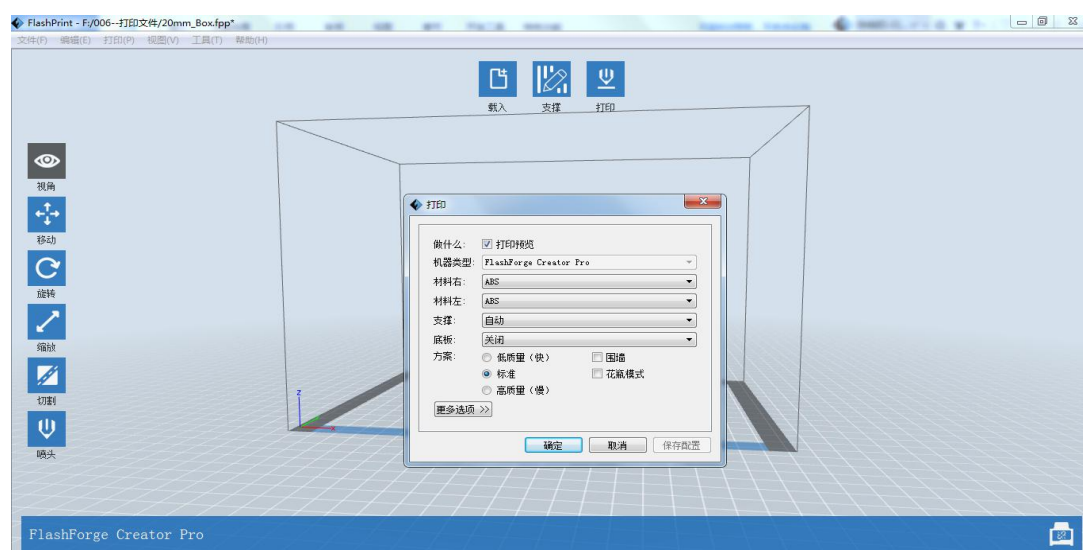 FlashPrint - F:/006--打印文件/20mm_Box.fpp*
文件(F) 编辑(E) 打印(P) 视图(V) 工具(T) 帮助(H)
载入 支撑 打印
视角
移动
旋转
缩放
切割
喷头
打印
做什么: 打印预览
机器类型: FlashForge Creator Pro
材料右: ABS
材料左: ABS
支撑: 自动
底板: 关闭
方案: 低质量（快） 围墙
标准 花瓶模式
高质量（慢）
更多选项 >>
确定 取消 保存配置
z
FlashForge Creator Pro